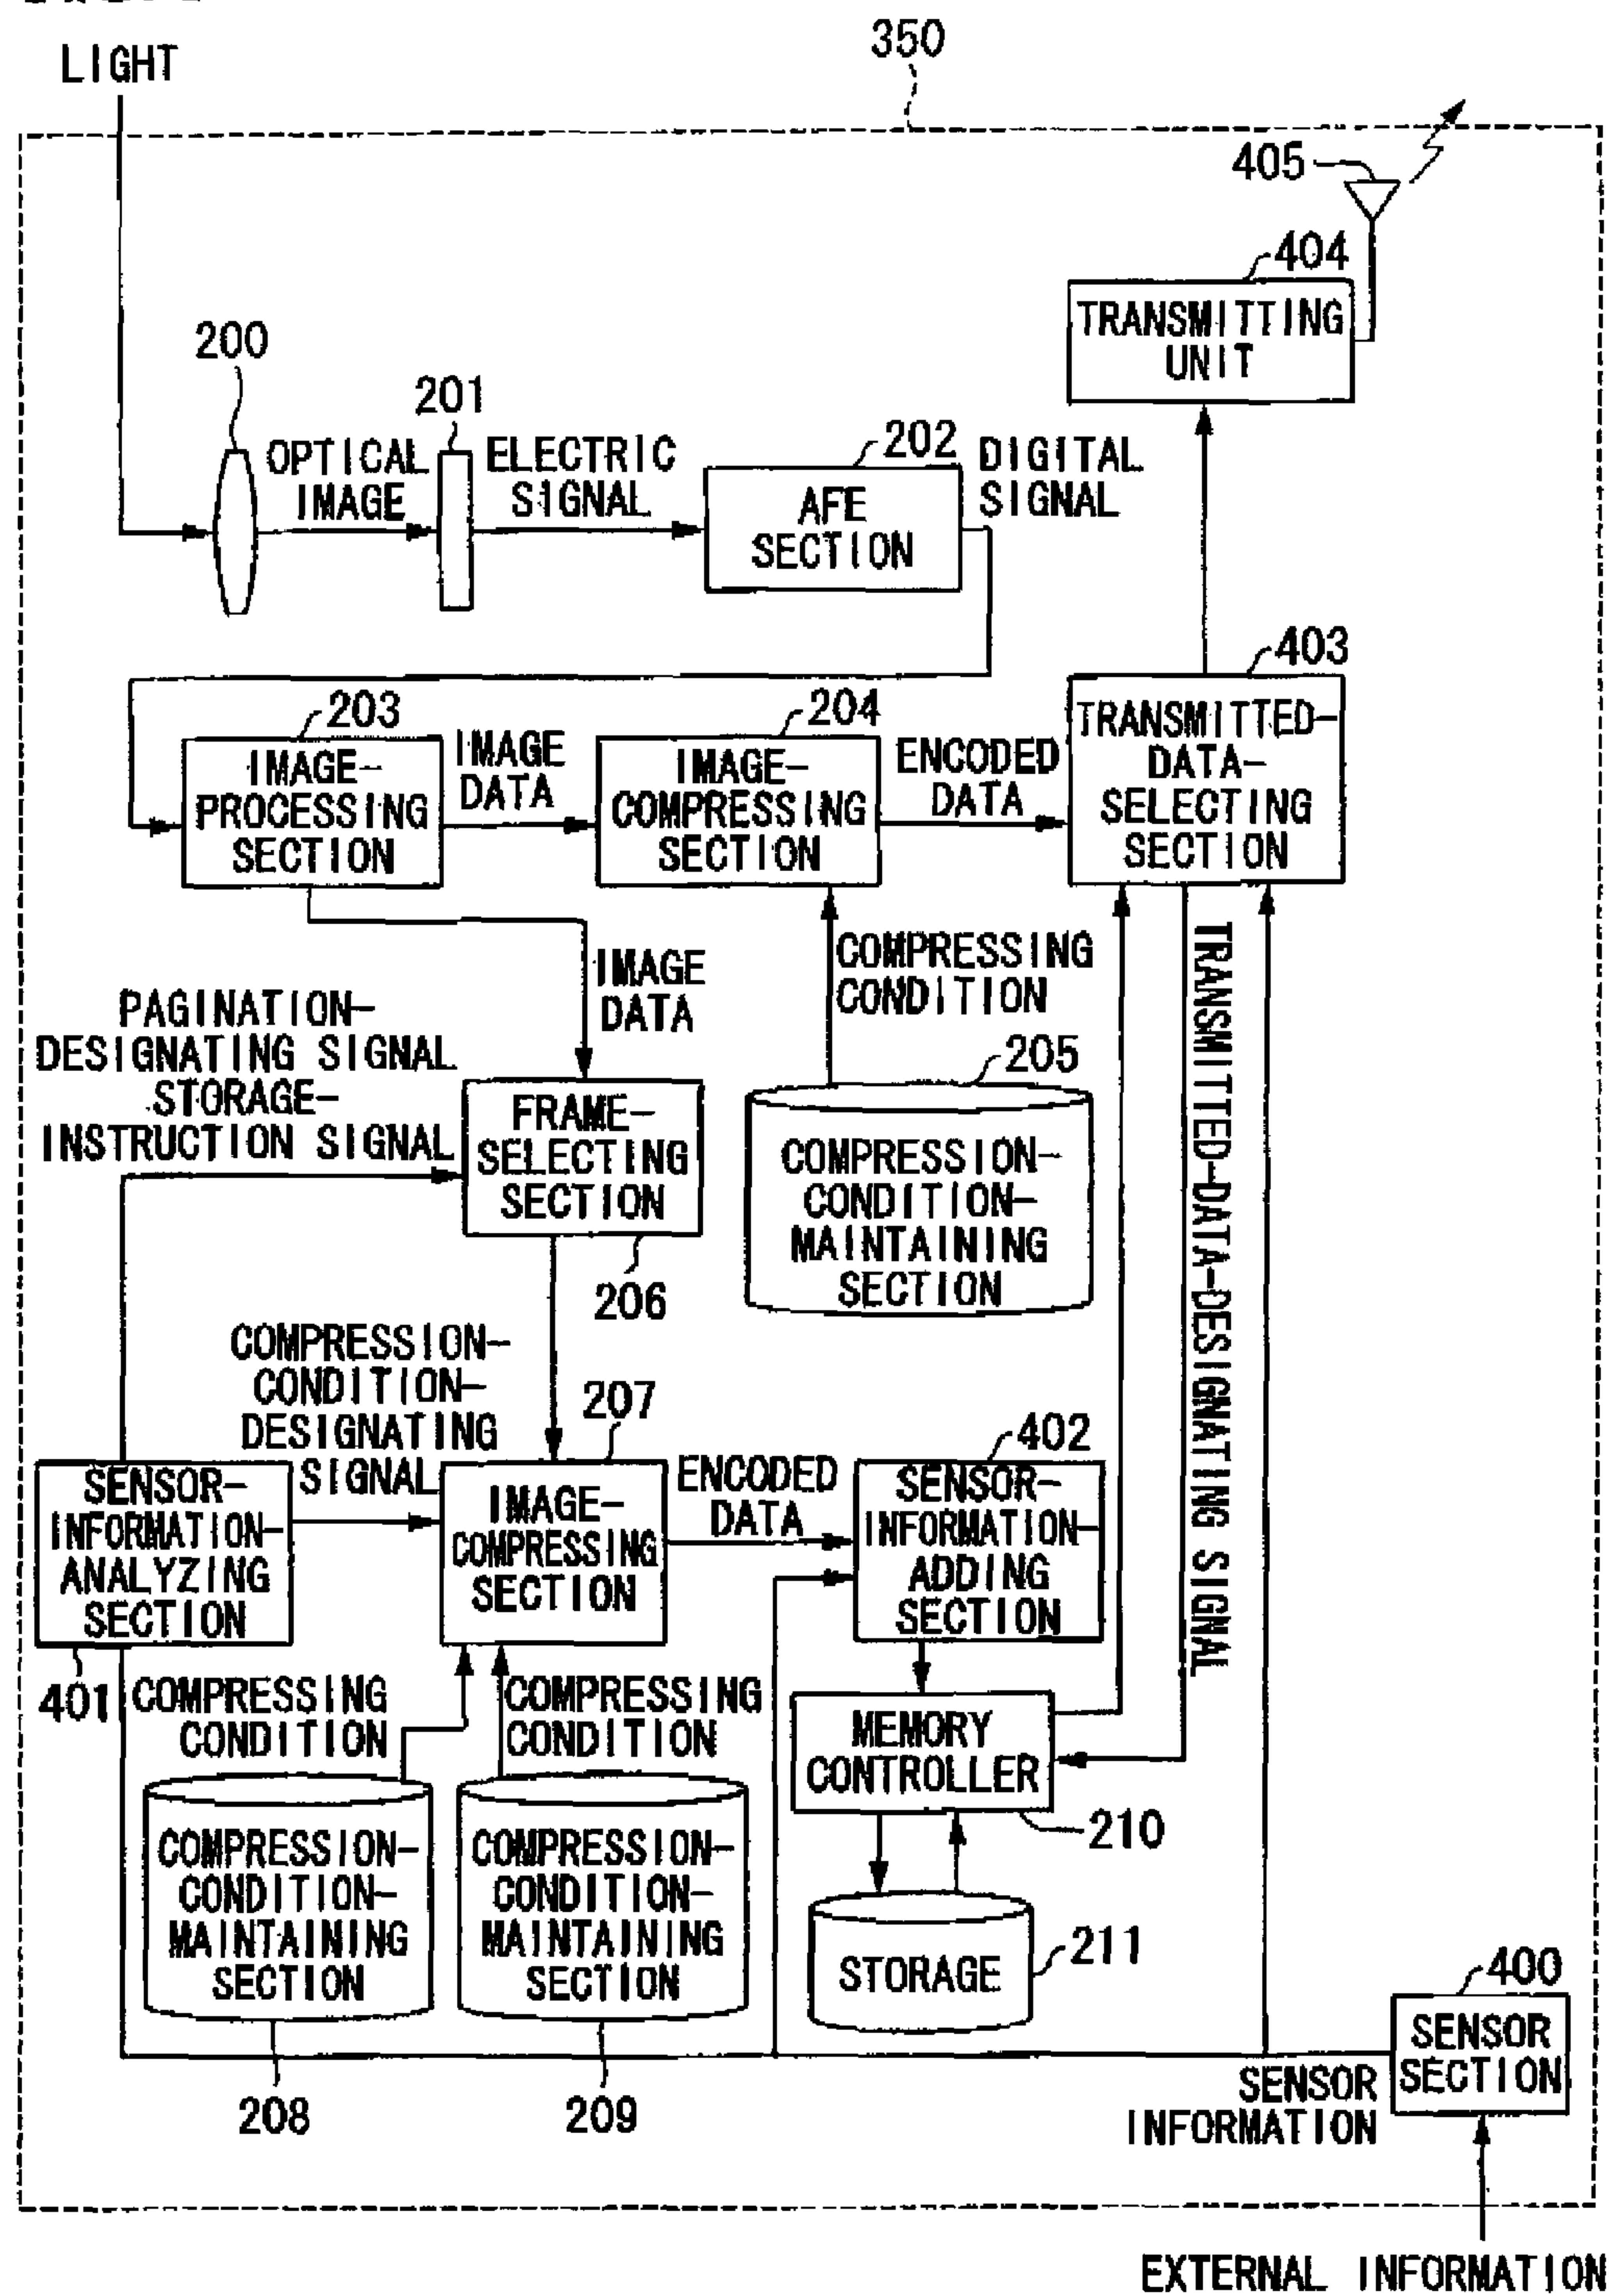 350
LIGHT
405
404
TRANSMITTING
UNIT
200
OPTICAL
IMAGE
201
ELECTRIC
SIGNAL
202
AFE
SECTION
DIGITAL
SIGNAL
403
TRANSMITTED-
DATA-
SELECTING
SECTION
203
IMAGE-
PROCESSING
SECTION
IMAGE
DATA
204
IMAGE-
COMPRESSING
SECTION
ENCODED
DATA
IMAGE
DATA
COMPRESSING
CONDITION
TRANSMITTED-DATA-DESIGNATING SIGNAL
PAGINATION-
DESIGNATING SIGNAL
STORAGE-
INSTRUCTION SIGNAL
FRAME-
SELECTING
SECTION
206
205
COMPRESSION-
CONDITION-
MAINTAINING
SECTION
COMPRESSION-
CONDITION-
DESIGNATING
SIGNAL
207
IMAGE-
COMPRESSING
SECTION
SENSOR-
INFORMATION-
ANALYZING
SECTION
401
ENCODED
DATA
402
SENSOR-
INFORMATION-
ADDING
SECTION
COMPRESSING
CONDITION
COMPRESSING
CONDITION
MEMORY
CONTROLLER
210
COMPRESSION-
CONDITION-
MAINTAINING
SECTION
208
COMPRESSION-
CONDITION-
MAINTAINING
SECTION
209
STORAGE
211
400
SENSOR
SECTION
SENSOR
INFORMATION
EXTERNAL INFORMATION